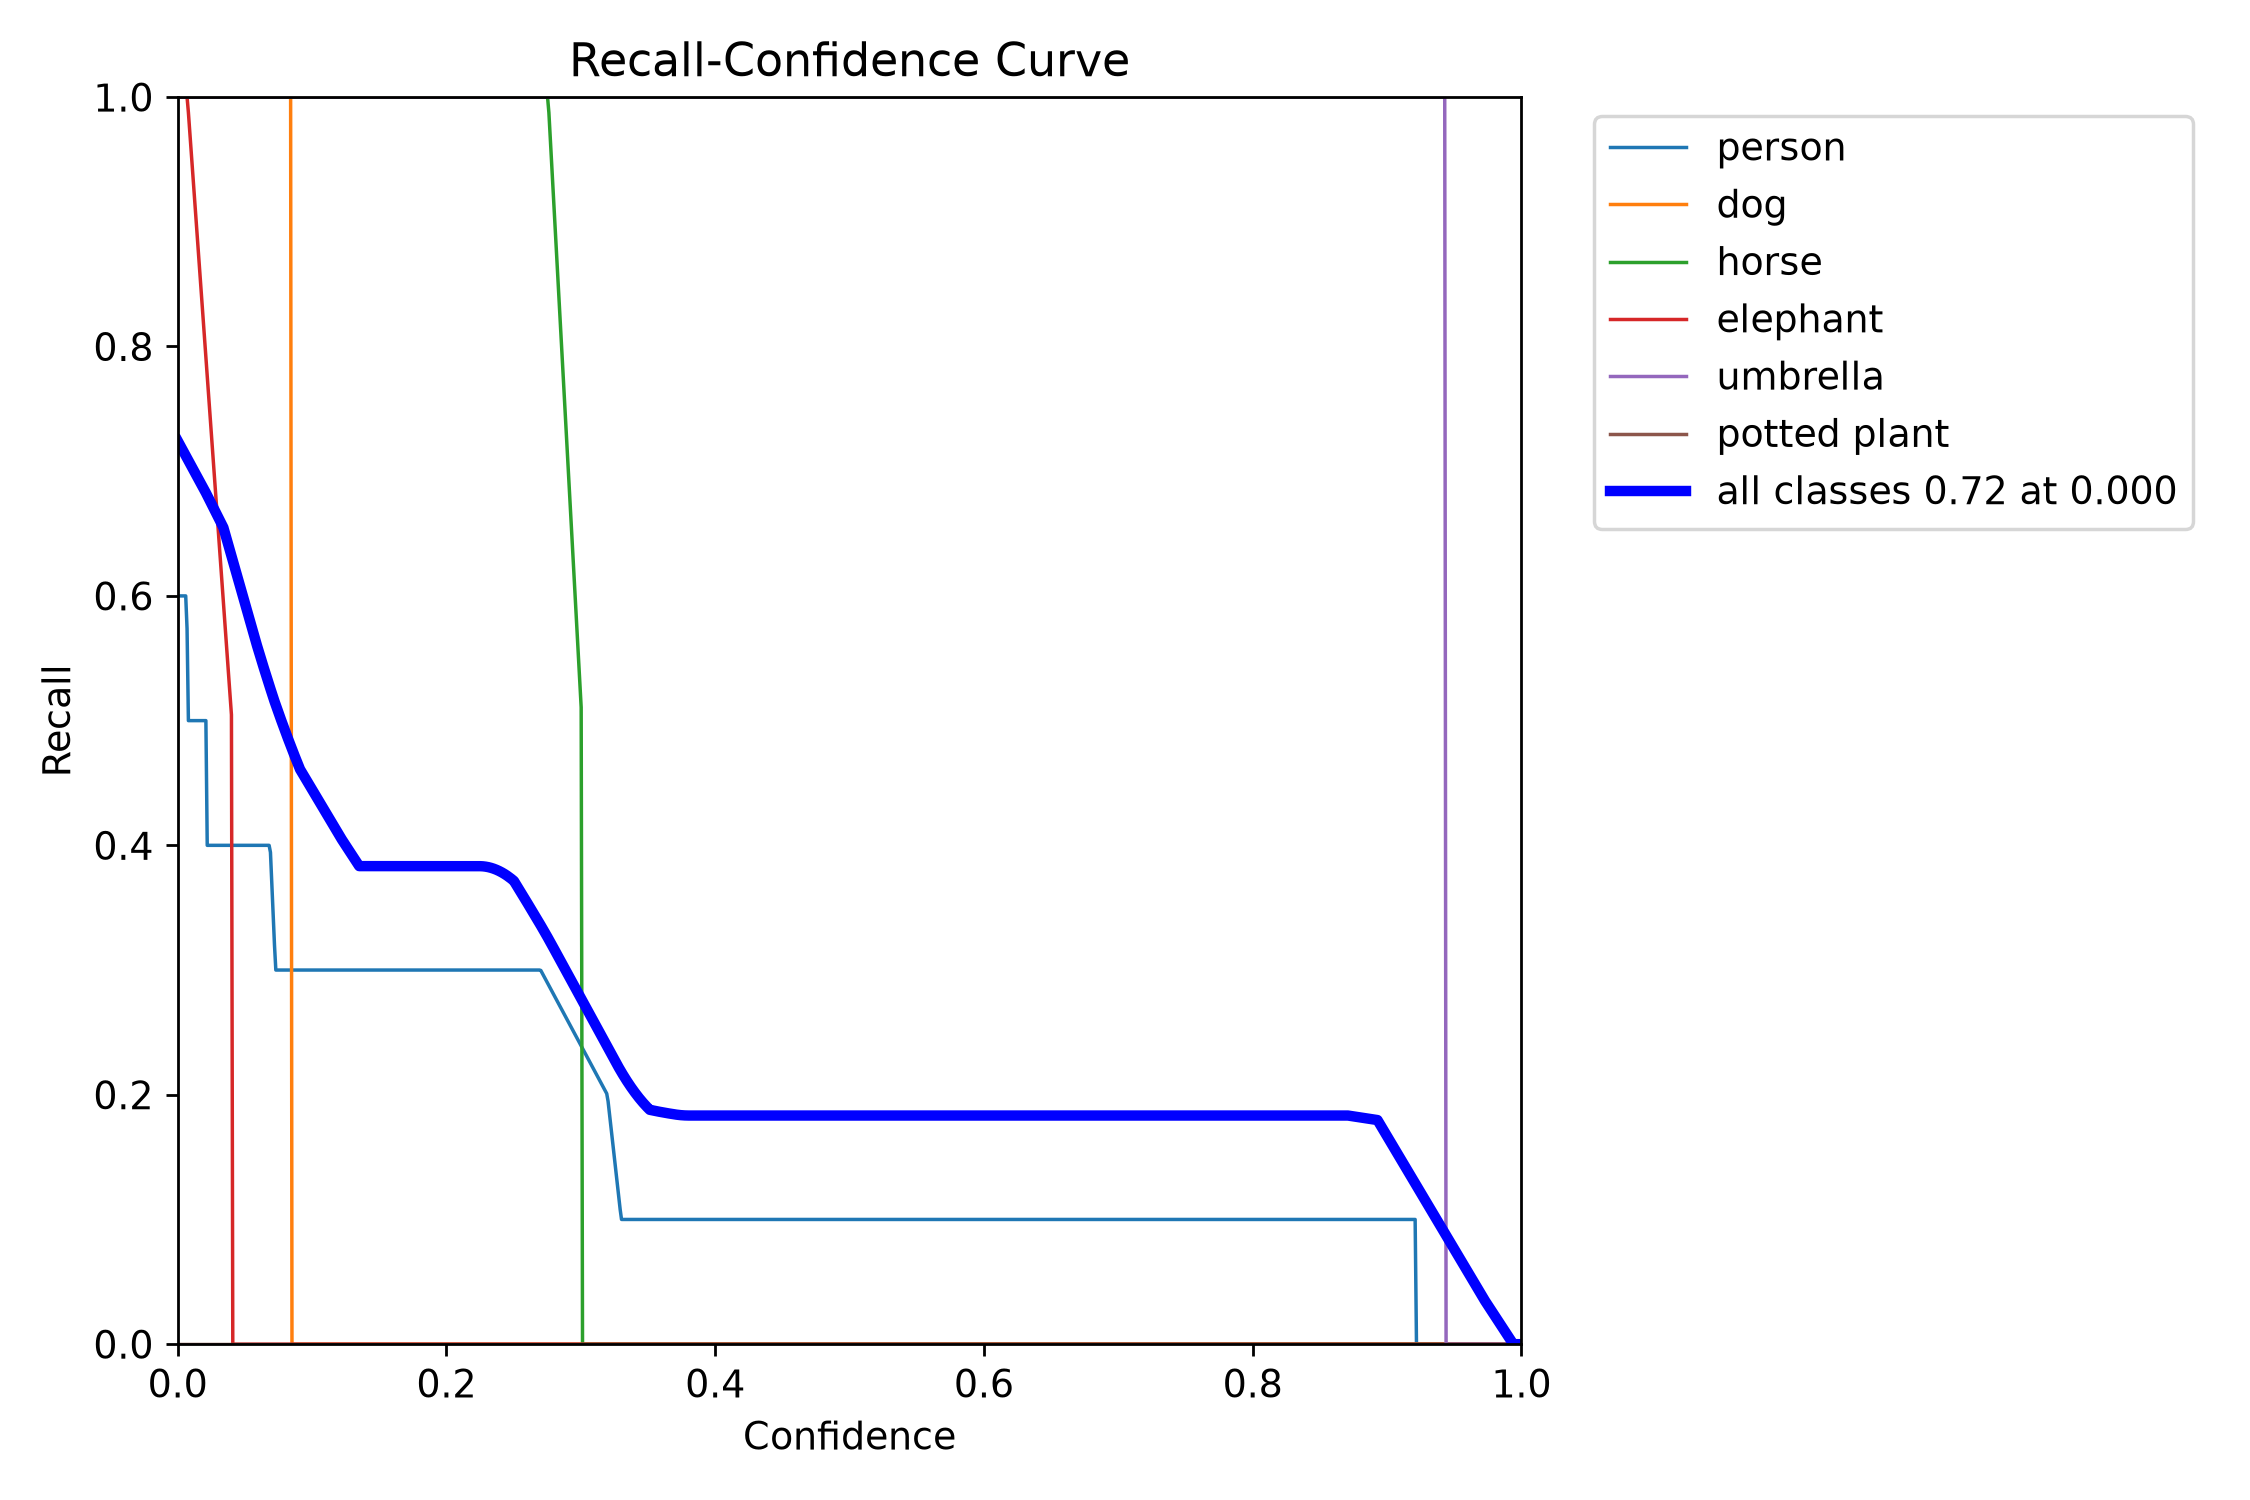 Recall-Confidence Curve
1.0
0.8
0.6
0.4
0.2
0.0
Recall
0.0 0.2 0.4 0.6 0.8 1.0
Confidence
person
dog
horse
elephant
umbrella
potted plant
all classes 0.72 at 0.000